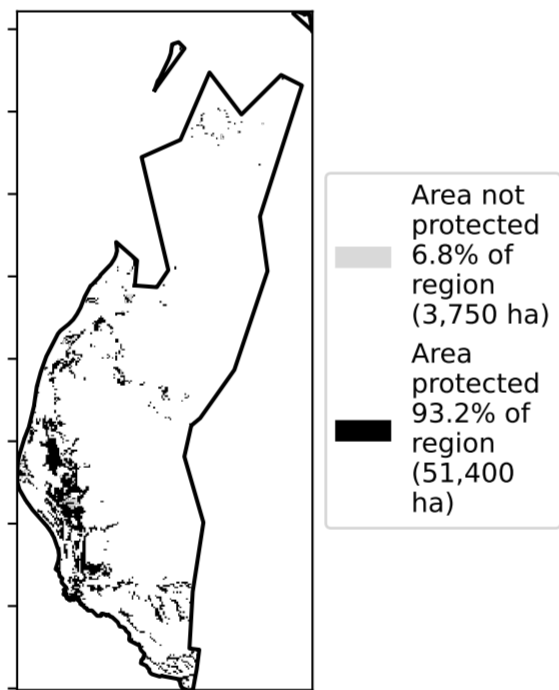 Area not
protected
6.8% of
region
(3,750 ha)
Area
protected
93.2% of
region
(51,400
ha)